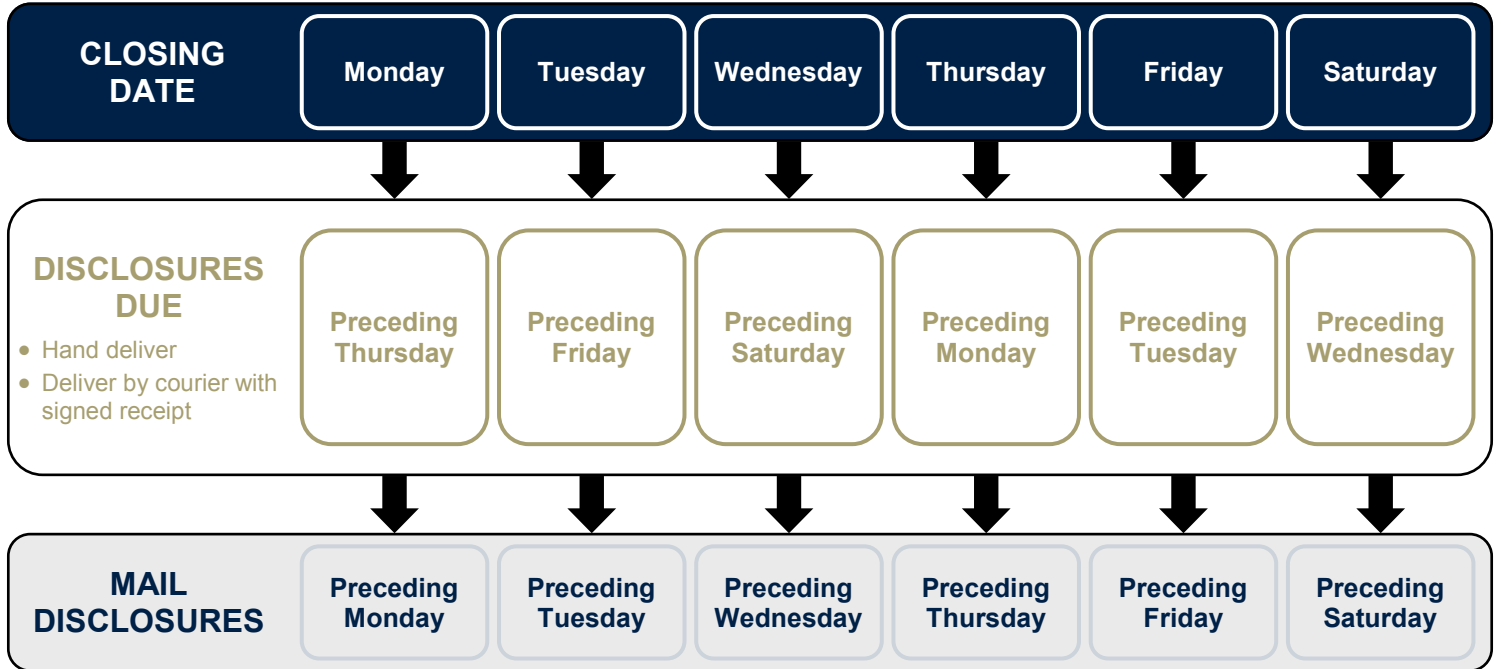 CLOSING
DATE
Monday
Tuesday
Wednesday
Thursday
Friday
Saturday
DISCLOSURES
DUE
• Hand deliver
• Deliver by courier with
signed receipt
Preceding
Thursday
Preceding
Friday
Preceding
Saturday
Preceding
Monday
Preceding
Tuesday
Preceding
Wednesday
MAIL
DISCLOSURES
Preceding
Monday
Preceding
Tuesday
Preceding
Wednesday
Preceding
Thursday
Preceding
Friday
Preceding
Saturday